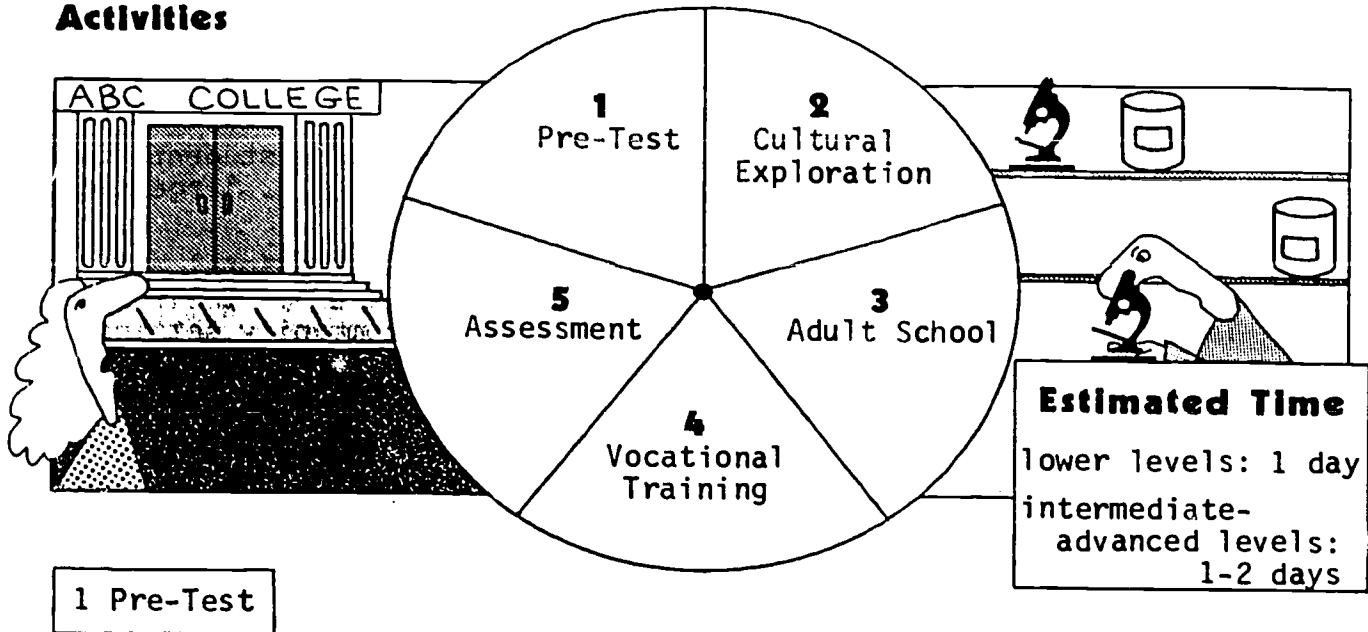 Activities
ABC COLLEGE
1
Pre-Test
2
Cultural
Exploration
3
Adult School
4
Vocational
Training
5
Assessment
Estimated Time
lower levels: 1 day
intermediate-
advanced levels:
1-2 days
1 Pre-Test